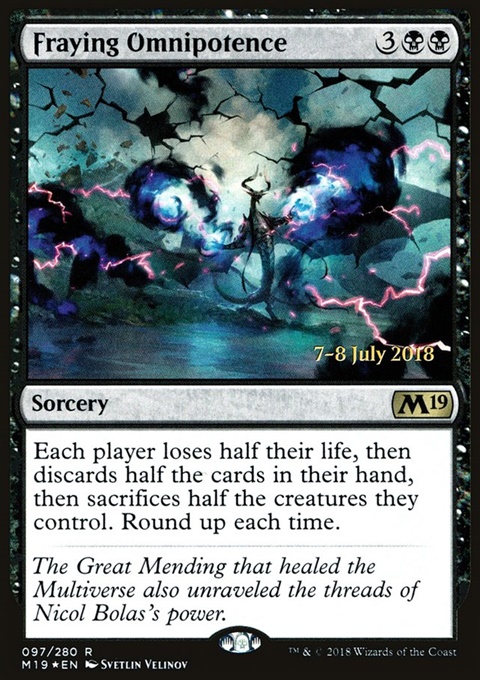 Fraying Omnipotence 3
7–8 July 2018
Sorcery M19
Each player loses half their life, then
discards half the cards in their hand,
then sacrifices half the creatures they
control. Round up each time.
The Great Mending that healed the
Multiverse also unraveled the threads of
Nicol Bolas's power.
097/280 R
M19★EN Svetlin Velinov ™ & © 2018 Wizards of the Coast